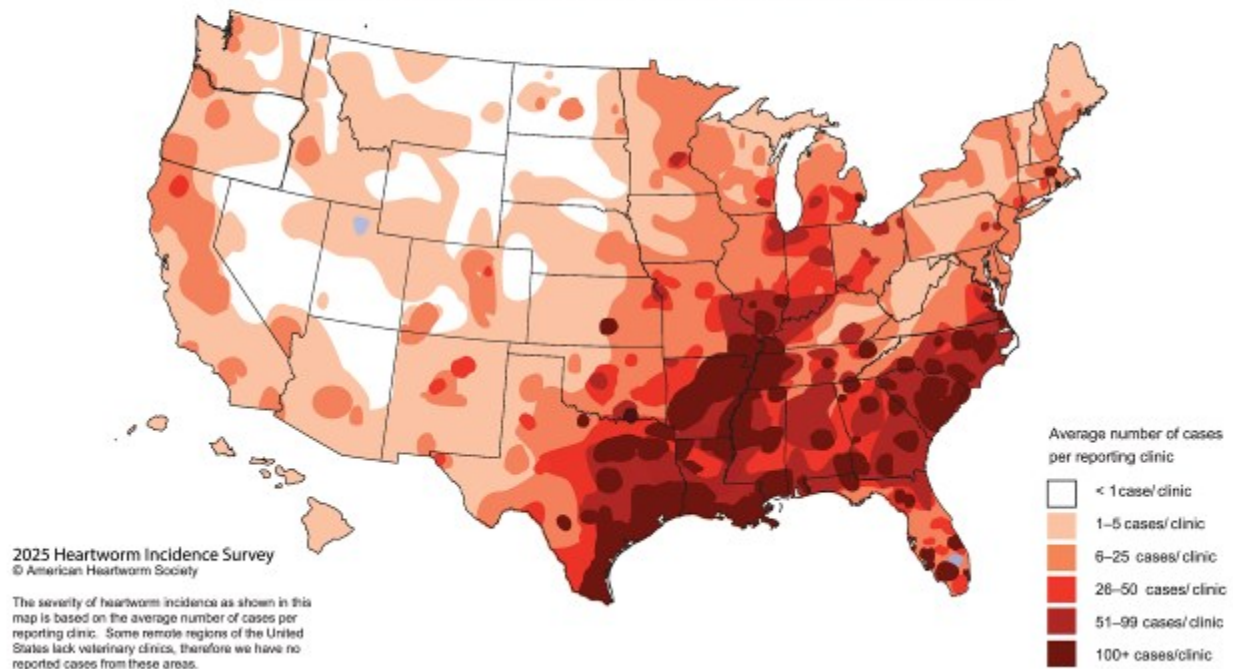 Average number of cases
per reporting clinic
< 1 case/ clinic
1–5 cases/ clinic
6–25 cases/ clinic
26–50 cases/ clinic
51–99 cases/ clinic
100+ cases/clinic
2025 Heartworm Incidence Survey
© American Heartworm Society
The severity of heartworm incidence as shown in this
map is based on the average number of cases per
reporting clinic. Some remote regions of the United
States lack veterinary clinics, therefore we have no
reported cases from these areas.